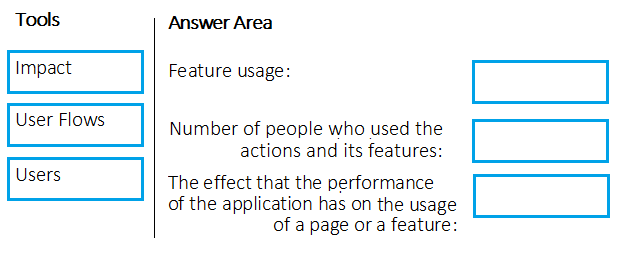 Tools
Answer Area
Impact
Feature usage:
User Flows
Number of people who used the
actions and its features:
Users
The effect that the performance
of the application has on the usage
of a page or a feature: